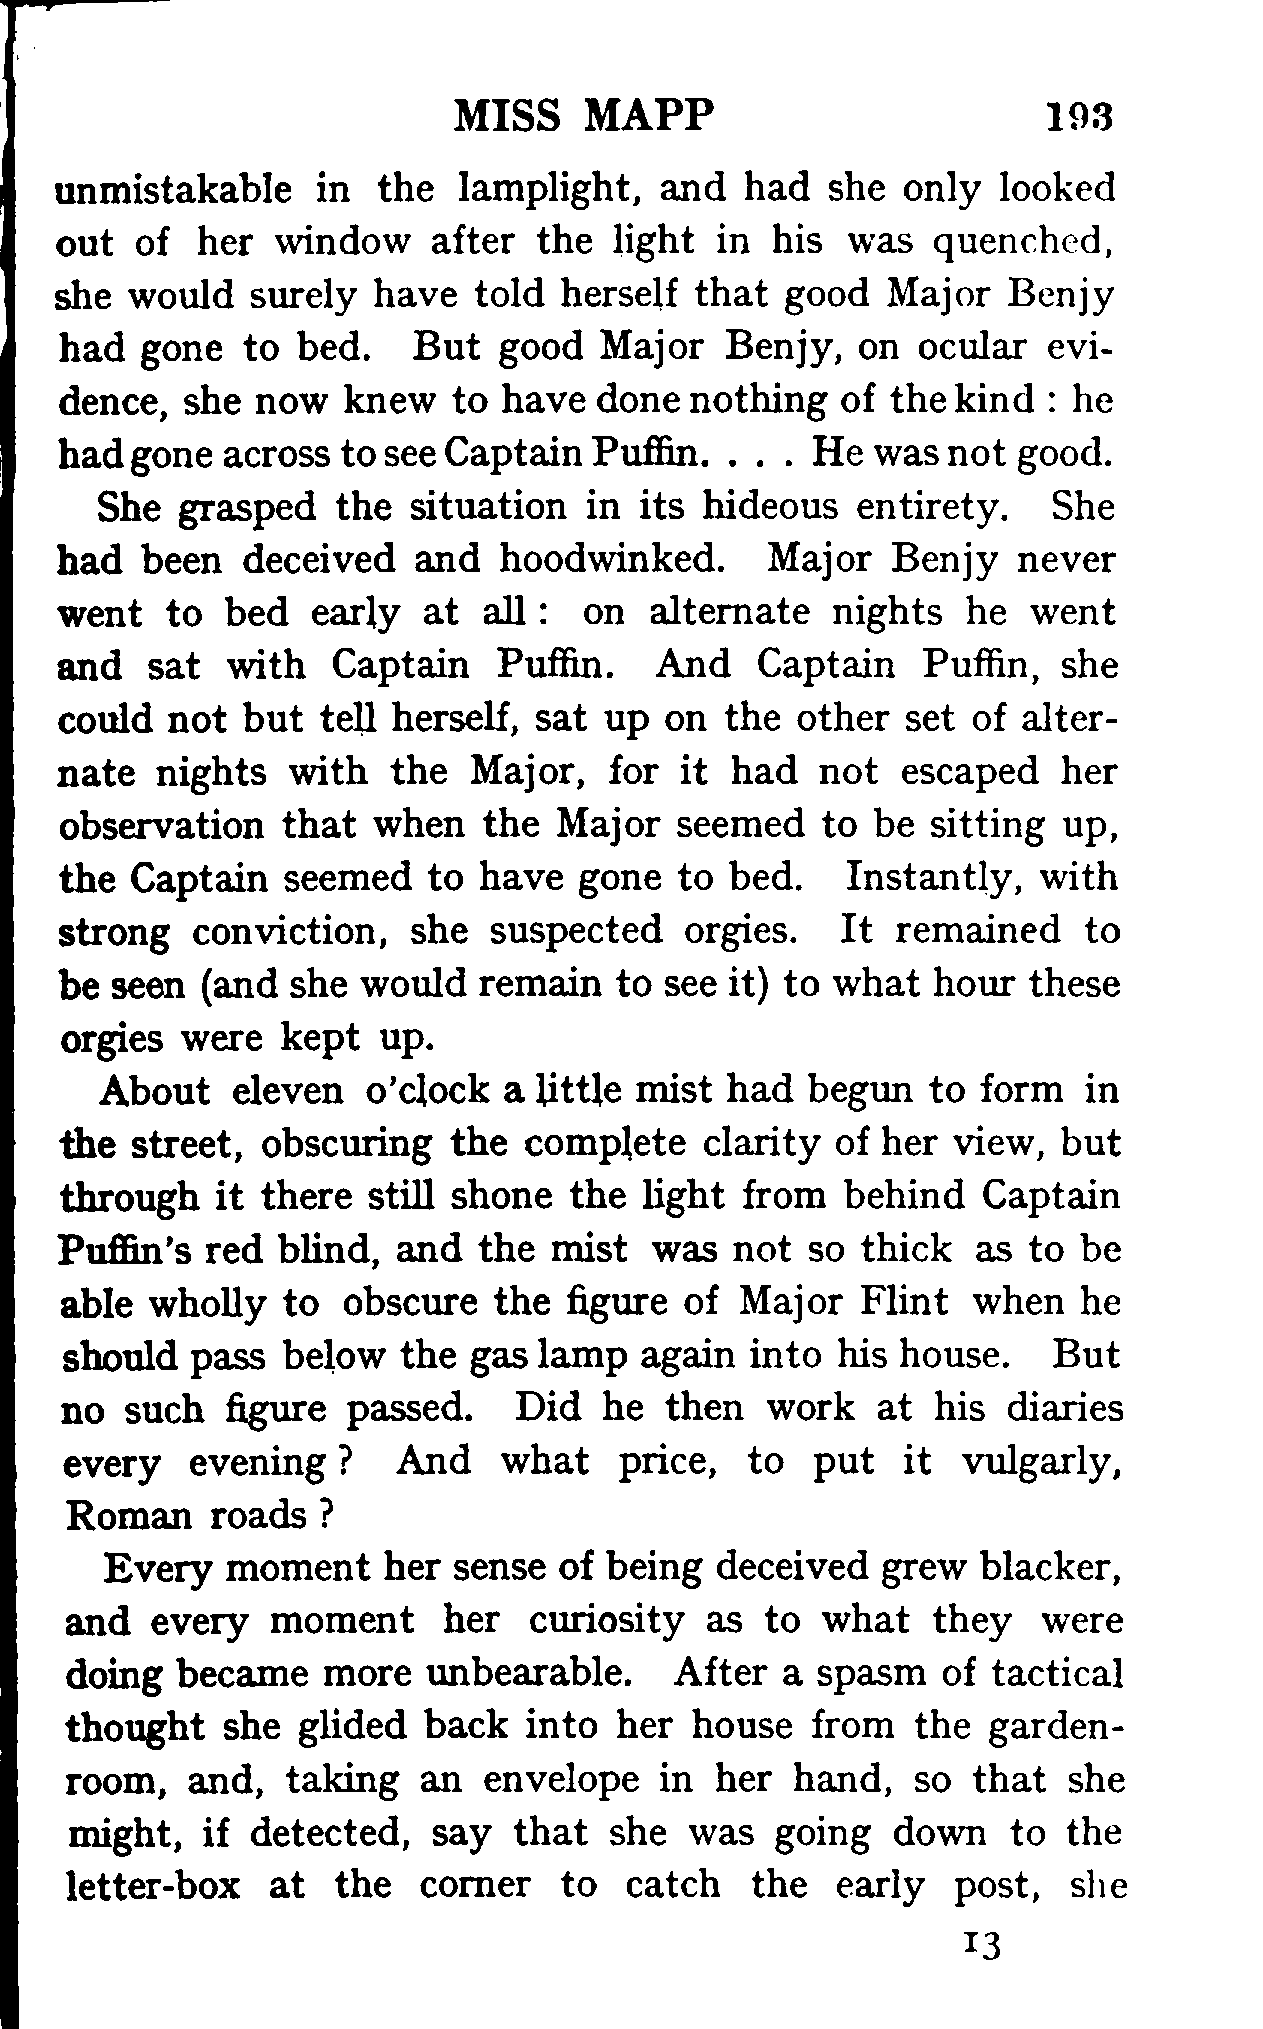 MISS MAPP 193
unmistakable in the lamplight, and had she only looked
out of her window after the light in his was quenched,
she would surely have told herself that good Major Benjy
had gone to bed. But good Major Benjy, on ocular evi-
dence, she now knew to have done nothing of the kind : he
had gone across to see Captain Puffin. . . . He was not good.
She grasped the situation in its hideous entirety. She
had been deceived and hoodwinked. Major Benjy never
went to bed early at all : on alternate nights he went
and sat with Captain Puffin. And Captain Puffin, she
could not but tell herself, sat up on the other set of alter-
nate nights with the Major, for it had not escaped her
observation that when the Major seemed to be sitting up,
the Captain seemed to have gone to bed. Instantly, with
strong conviction, she suspected orgies. It remained to
be seen (and she would remain to see it) to what hour these
orgies were kept up.
About eleven o'clock a little mist had begun to form in
the street, obscuring the complete clarity of her view, but
through it there still shone the light from behind Captain
Puffin's red blind, and the mist was not so thick as to be
able wholly to obscure the figure of Major Flint when he
should pass below the gas lamp again into his house. But
no such figure passed. Did he then work at his diaries
every evening ? And what price, to put it vulgarly,
Roman roads ?
Every moment her sense of being deceived grew blacker,
and every moment her curiosity as to what they were
doing became more unbearable. After a spasm of tactical
thought she glided back into her house from the garden-
room, and, taking an envelope in her hand, so that she
might, if detected, say that she was going down to the
letter-box at the corner to catch the early post, she
13